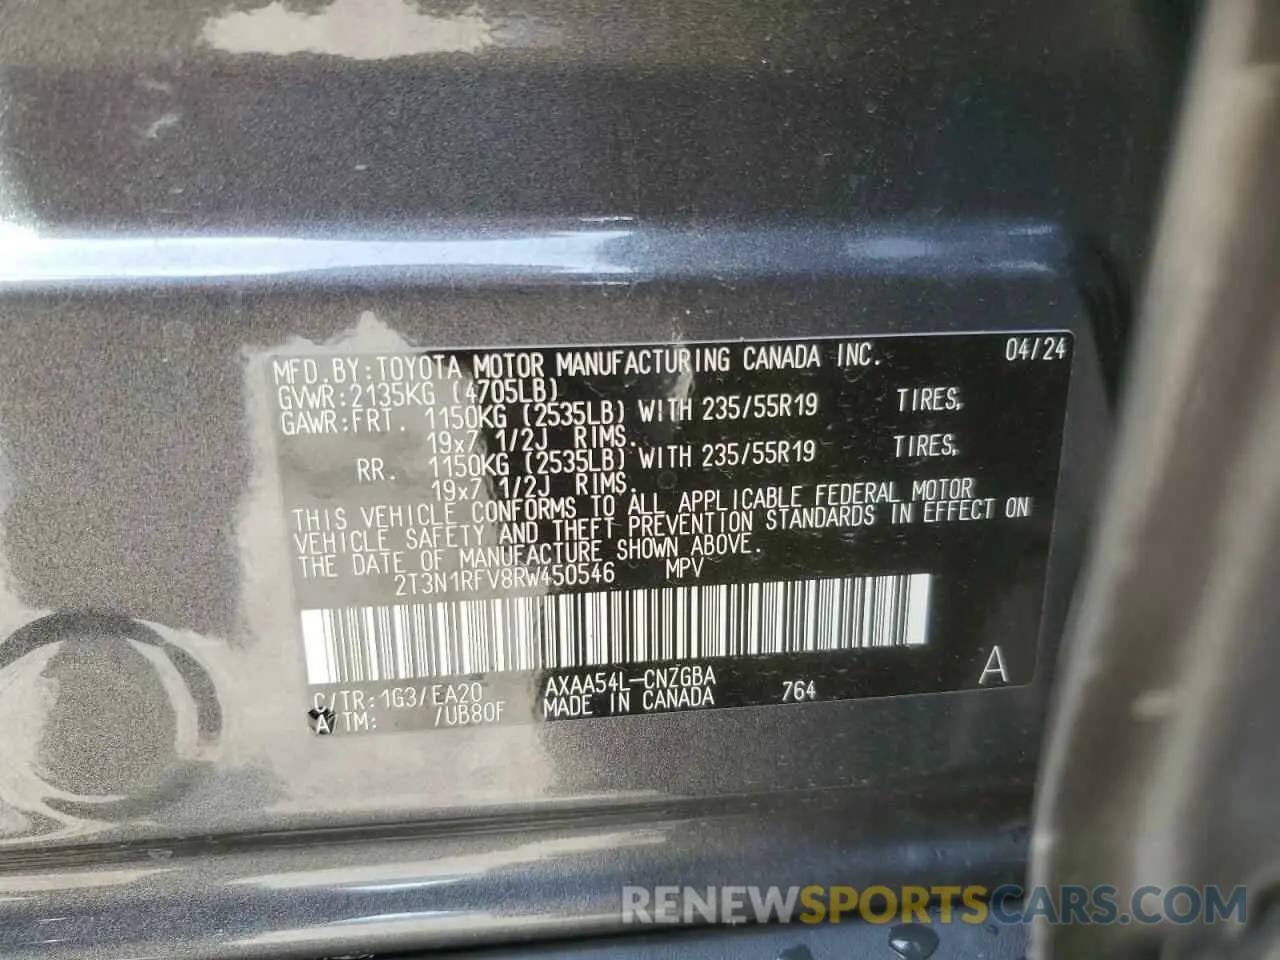 MFD.BY:TOYOTA MOTOR MANUFACTURING CANADA INC. 04/24
GVWR:2135KG (4705LB)
GAWR:FRT. 1150KG (2535LB) WITH 235/55R19 TIRES,
19x7 1/2J RIMS.
RR. 1150KG (2535LB) WITH 235/55R19 TIRES,
19x7 1/2J RIMS.
THIS VEHICLE CONFORMS TO ALL APPLICABLE FEDERAL MOTOR
VEHICLE SAFETY AND THEFT PREVENTION STANDARDS IN EFFECT ON
THE DATE OF MANUFACTURE SHOWN ABOVE.
2T3N1RFV8RW450546 MPV
C/TR:1G3/EA20 AXAA54L-CNZGBA 764 A
A/TM: /UB80F MADE IN CANADA
RENEWSPORTSCARS.COM